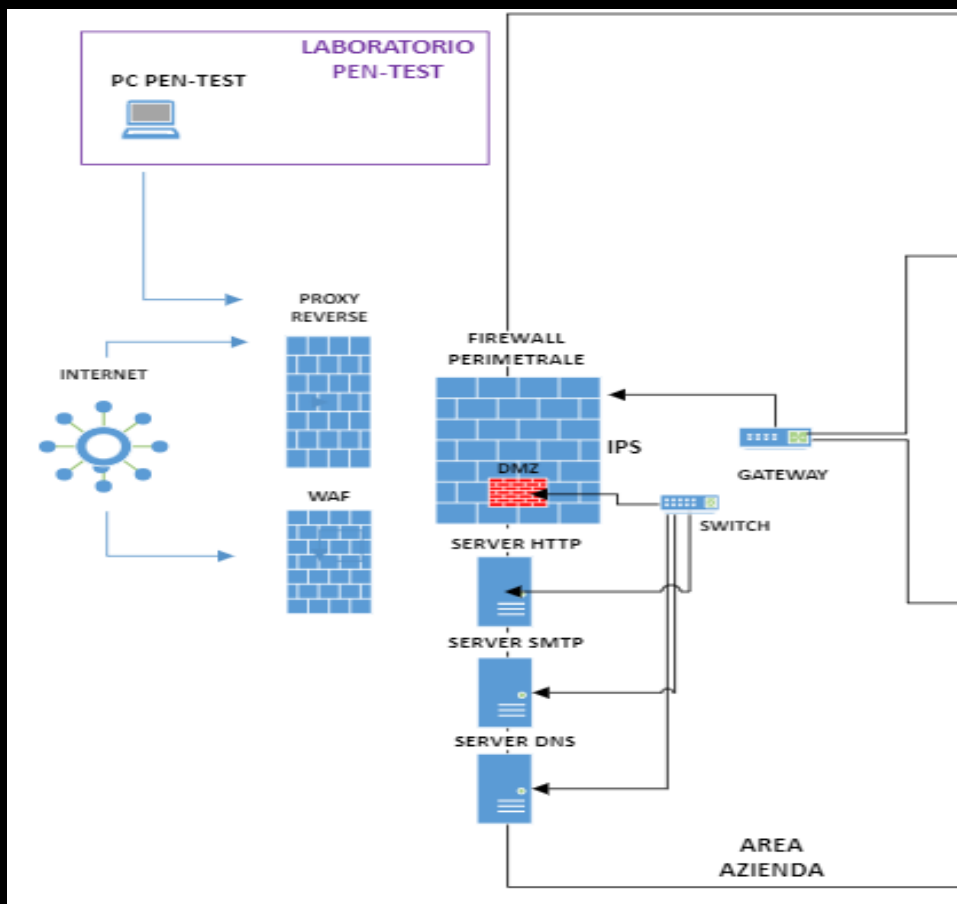 LABORATORIO
PEN-TEST
PC PEN-TEST
PROXY
REVERSE
INTERNET
WAF
FIREWALL
PERIMETRALE
IPS
DMZ
GATEWAY
SWITCH
SERVER HTTP
SERVER SMTP
SERVER DNS
AREA
AZIENDA